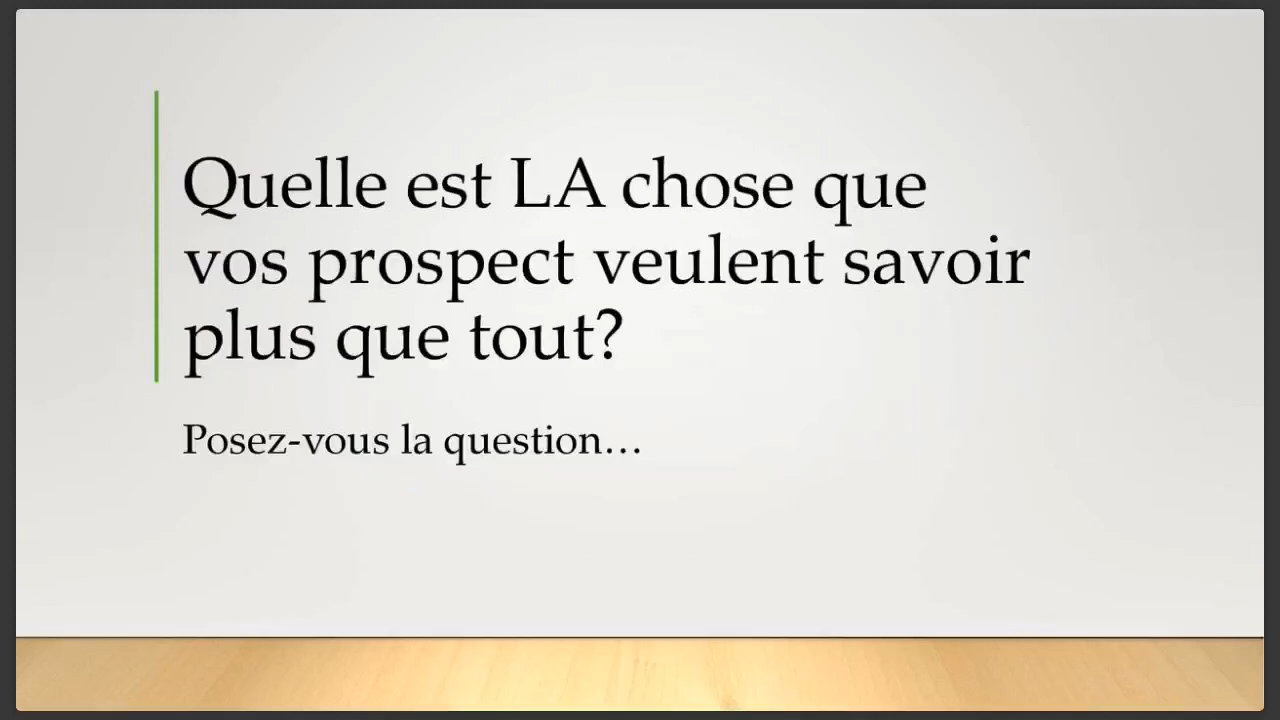 Quelle est LA chose que
vos prospect veulent savoir
plus que tout?
Posez-vous la question…